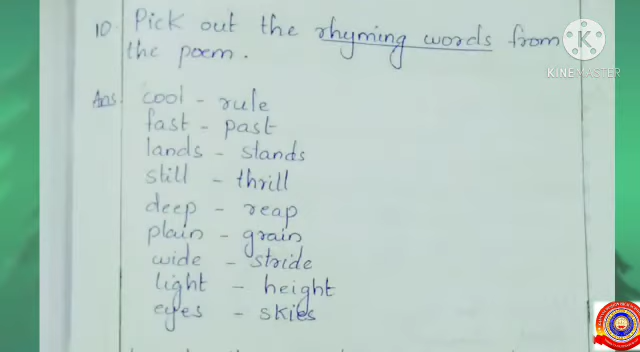 10. Pick out the rhyming words from
the poem.
Ans. cool - rule
fast - past
lands - stands
still - thrill
deep - reap
plain - grain
wide - stride
light - height
eyes - skies
KINEMASTER